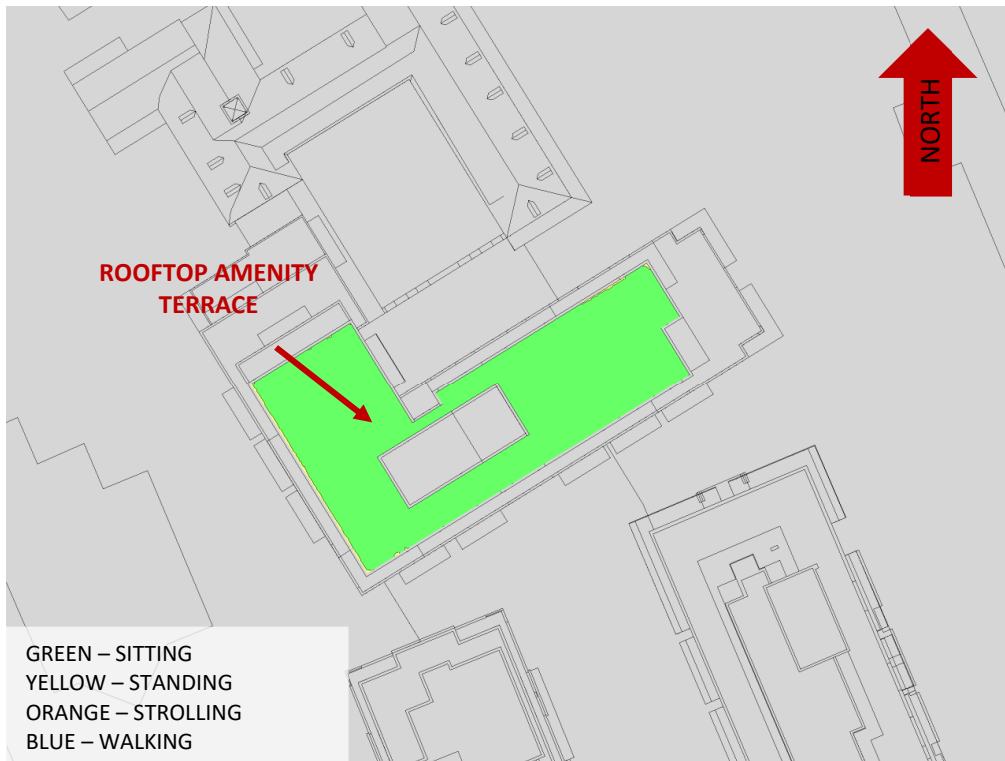 NORTH
ROOFTOP AMENITY
TERRACE
GREEN – SITTING
YELLOW – STANDING
ORANGE – STROLLING
BLUE – WALKING